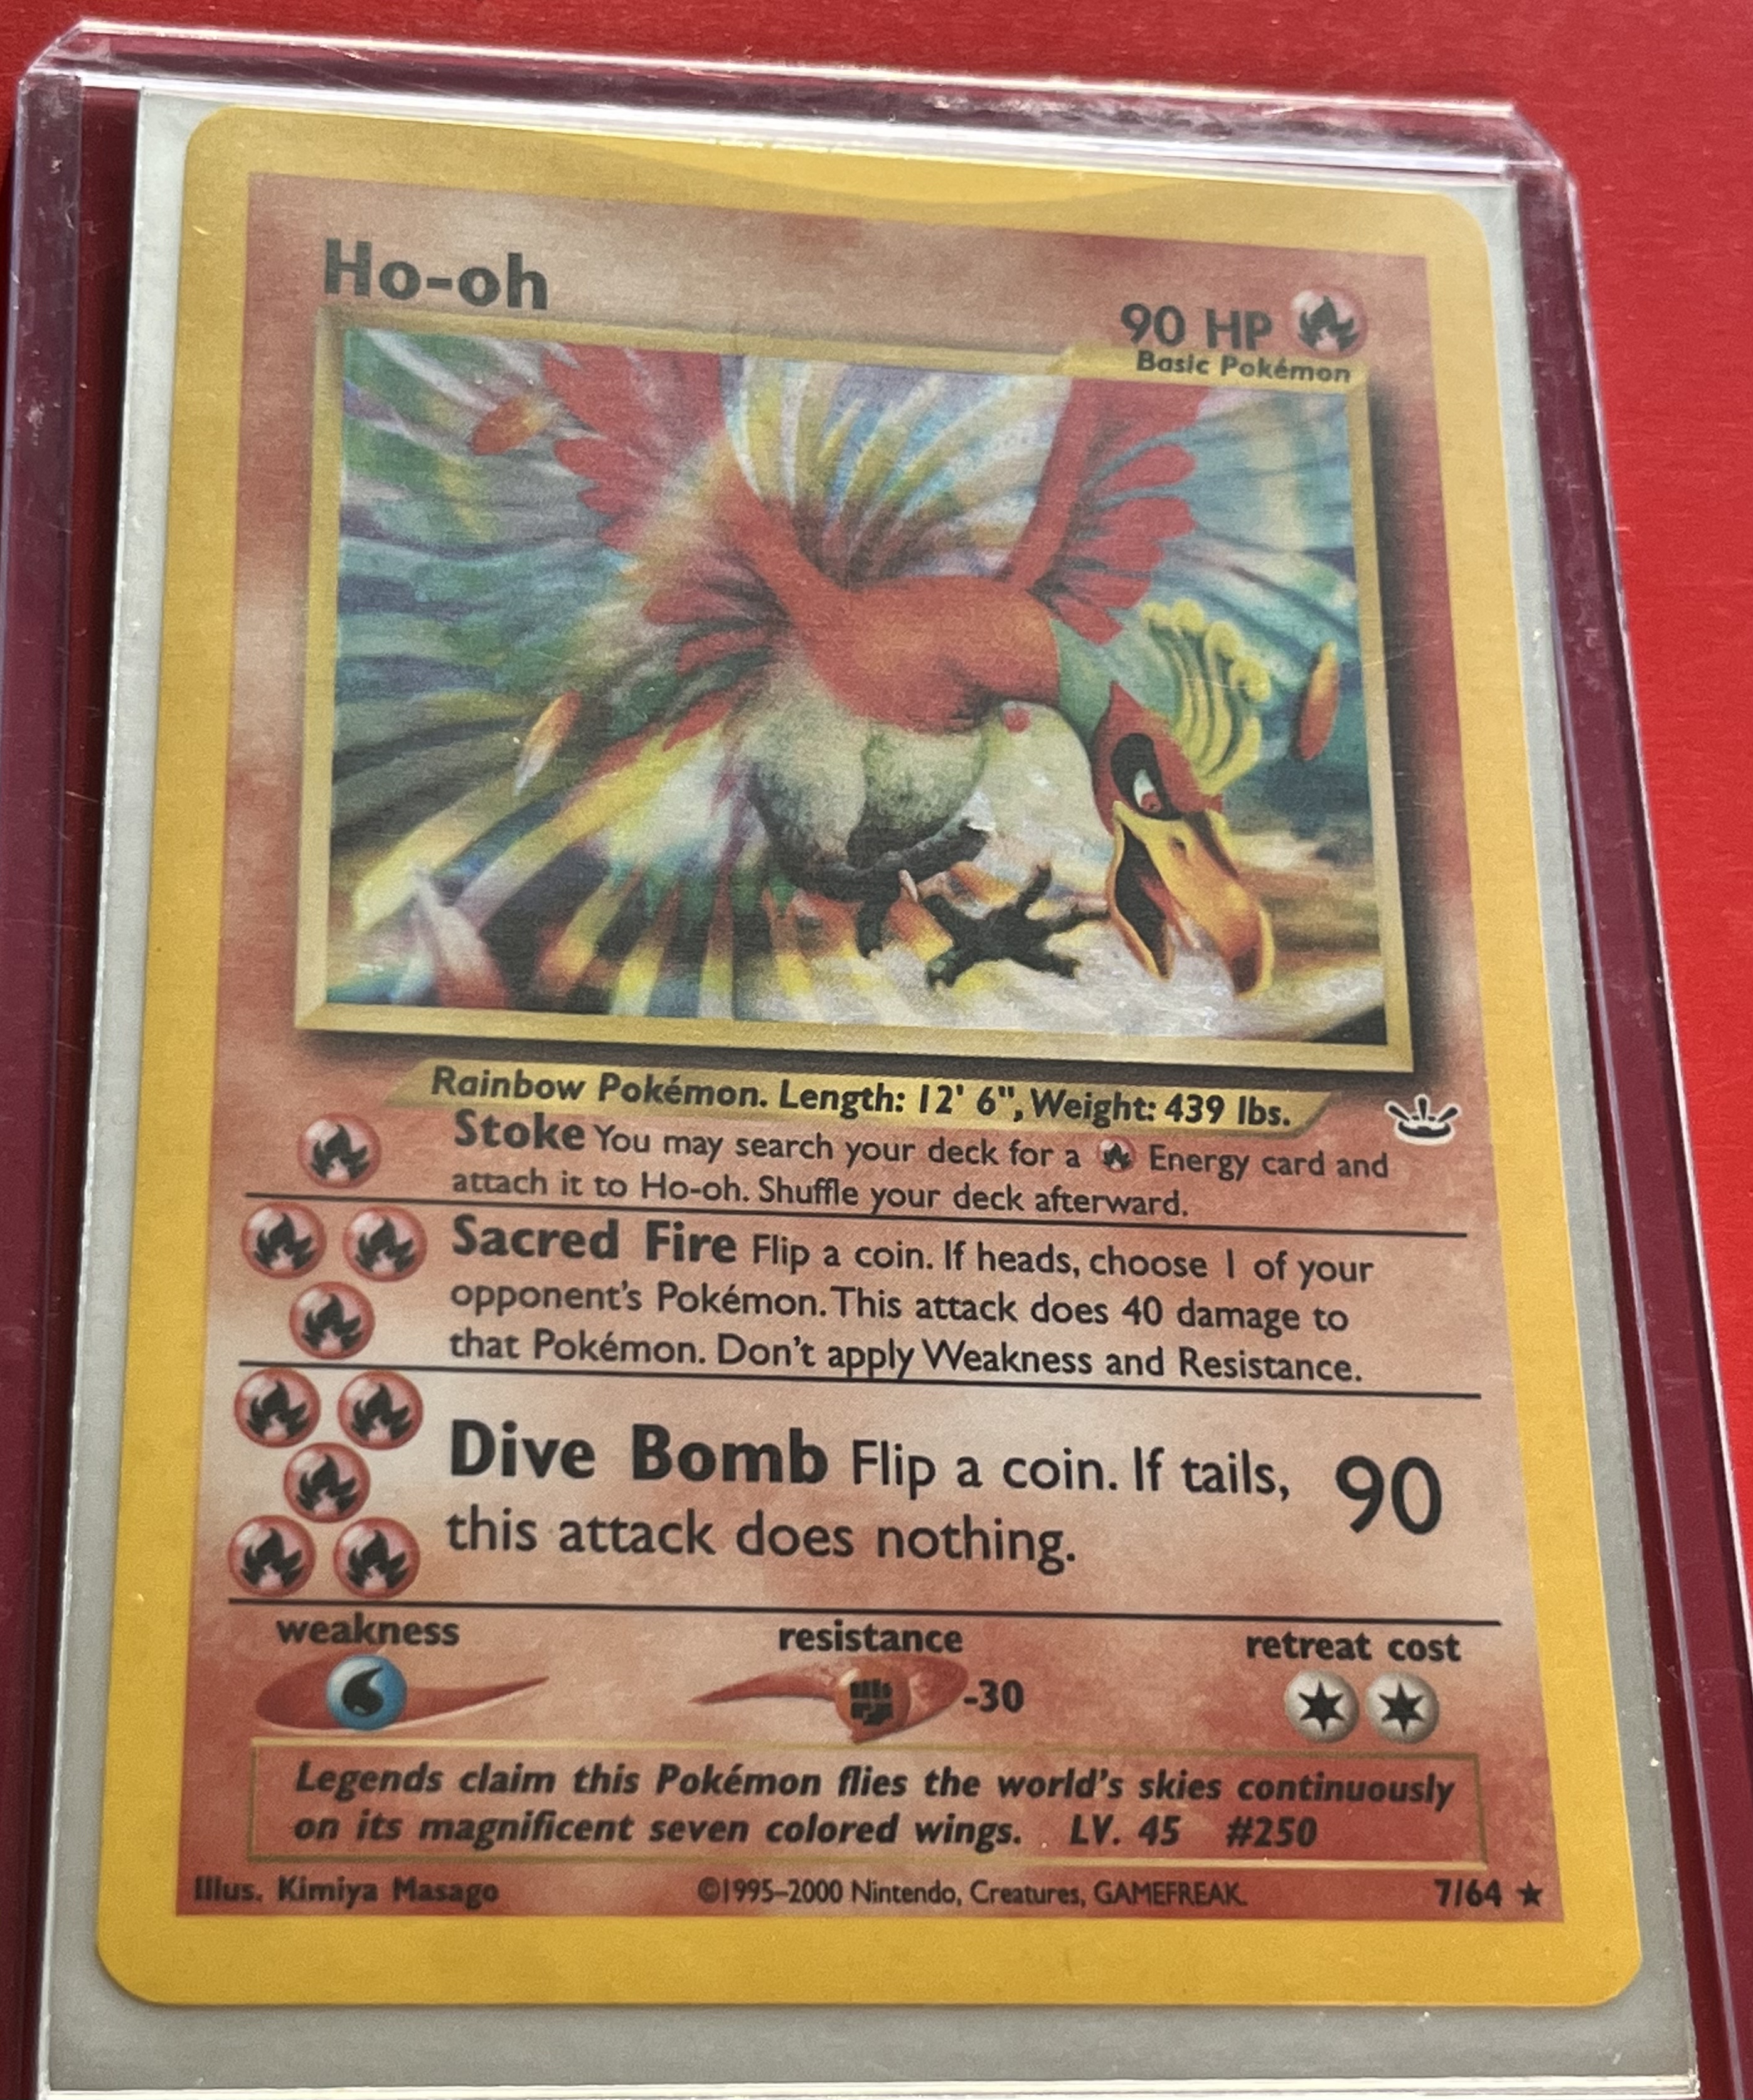 Ho-oh
90 HP
Basic Pokémon
Rainbow Pokémon. Length: 12' 6", Weight: 439 lbs.
Stoke You may search your deck for a Energy card and
attach it to Ho-oh. Shuffle your deck afterward.
Sacred Fire Flip a coin. If heads, choose 1 of your
opponent's Pokémon. This attack does 40 damage to
that Pokémon. Don't apply Weakness and Resistance.
Dive Bomb Flip a coin. If tails, 90
this attack does nothing.
weakness resistance retreat cost
-30
Legends claim this Pokémon flies the world's skies continuously
on its magnificent seven colored wings. LV. 45 #250
Illus. Kimiya Masago ©1995-2000 Nintendo, Creatures, GAMEFREAK. 7/64 ★